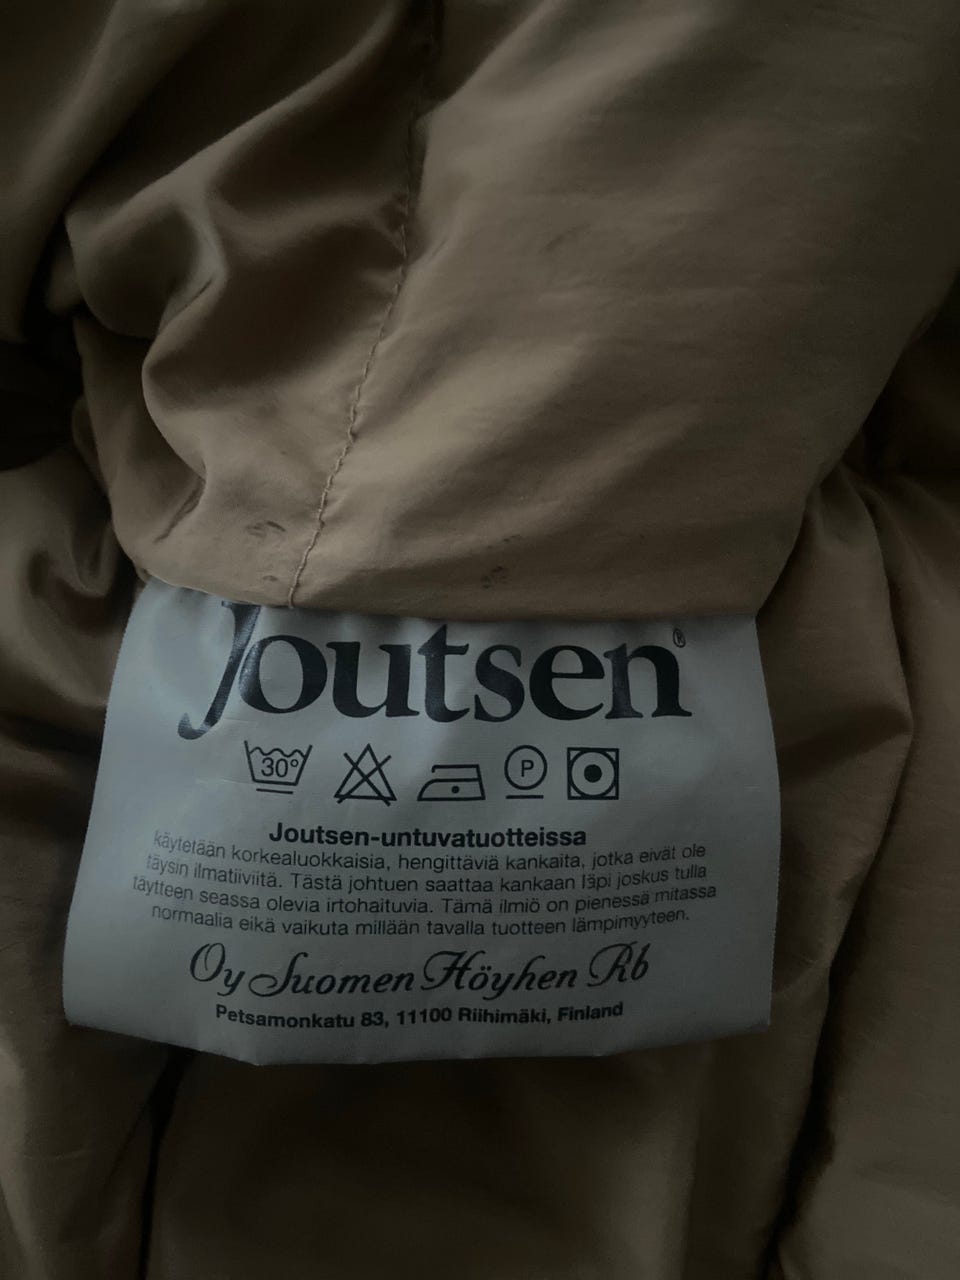 Joutsen®
30°
P
Joutsen-untuvatuotteissa
käytetään korkealuokkaisia, hengittäviä kankaita, jotka eivät ole
täysin ilmatiiviitä. Tästä johtuen saattaa kankaan läpi joskus tulla
täytteen seassa olevia irtohaituvia. Tämä ilmiö on pienessä mitassa
normaalia eikä vaikuta millään tavalla tuotteen lämpimyyteen.
Oy Suomen Höyhen Rb
Petsamonkatu 83, 11100 Riihimäki, Finland